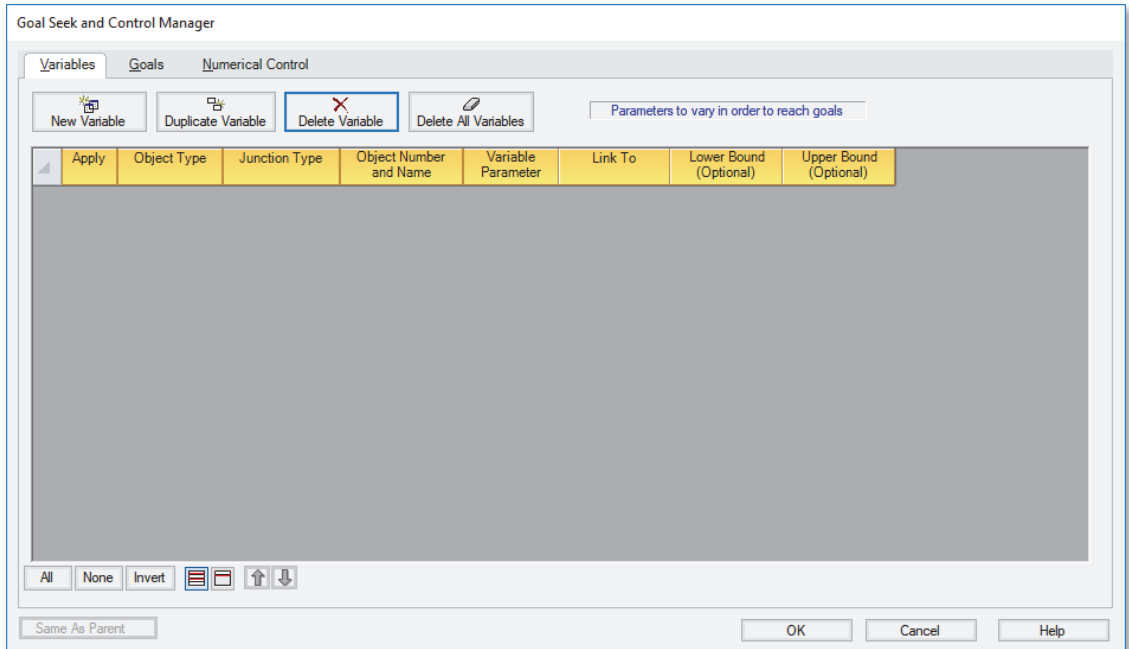 Goal Seek and Control Manager
Variables Goals Numerical Control
New Variable Duplicate Variable Delete Variable Delete All Variables Parameters to vary in order to reach goals
Apply Object Type Junction Type Object Number and Name Variable Parameter Link To Lower Bound (Optional) Upper Bound (Optional)
All None Invert
Same As Parent OK Cancel Help